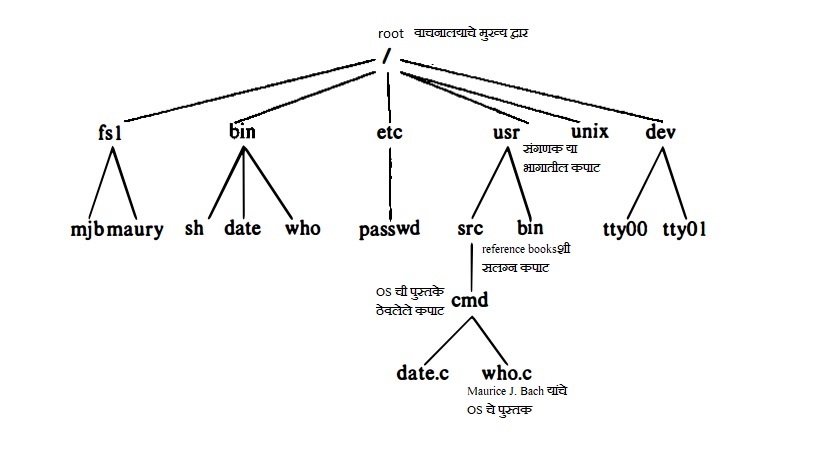 root वाचनालयाचे मुख्य द्वार
/
fs1 bin etc usr unix dev
संगणक या
भागातील कपाट
mjb maury sh date who passwd src bin tty00 tty01
reference booksशी
सलग्न कपाट
OS ची पुस्तके
ठेवलेले कपाट
cmd
date.c who.c
Maurice J. Bach यांचे
OS चे पुस्तक